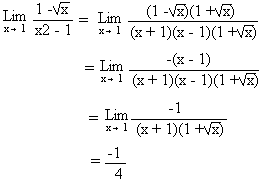 Lim x→1 (1 -√x)/(x2 - 1) = Lim x→1 ((1 -√x)(1 +√x))/((x + 1)(x - 1)(1 +√x))
= Lim x→1 (-(x - 1))/((x + 1)(x - 1)(1 +√x))
= Lim x→1 (-1)/((x + 1)(1 +√x))
= -1/4